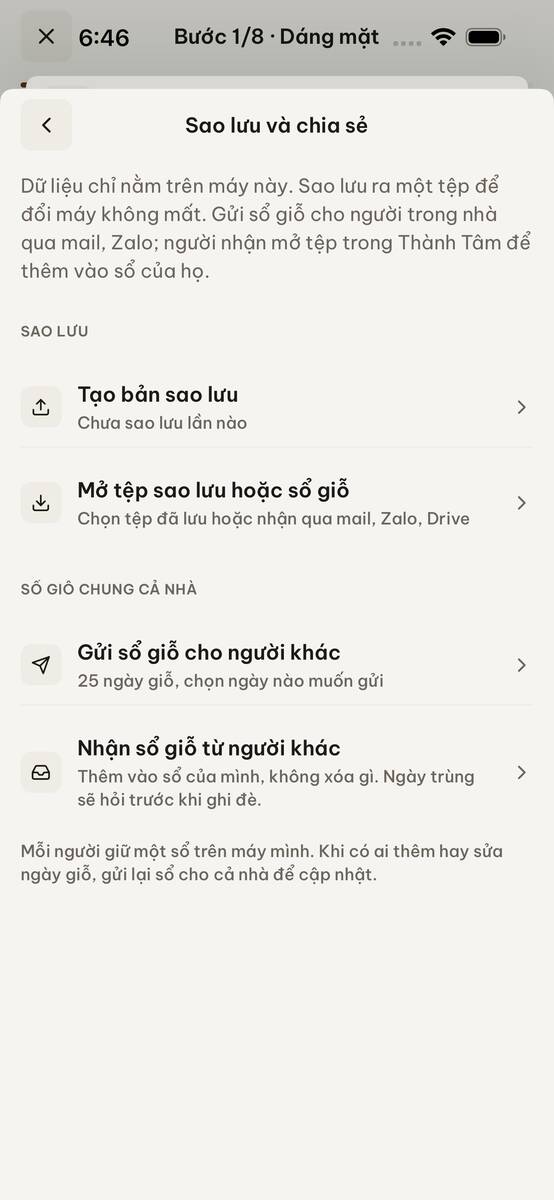 6:46 Bước 1/8 · Dáng mặt
Sao lưu và chia sẻ
Dữ liệu chỉ nằm trên máy này. Sao lưu ra một tệp để
đổi máy không mất. Gửi sổ giỗ cho người trong nhà
qua mail, Zalo; người nhận mở tệp trong Thành Tâm để
thêm vào sổ của họ.
SAO LƯU
Tạo bản sao lưu
Chưa sao lưu lần nào
Mở tệp sao lưu hoặc sổ giỗ
Chọn tệp đã lưu hoặc nhận qua mail, Zalo, Drive
SỔ GIỖ CHUNG CẢ NHÀ
Gửi sổ giỗ cho người khác
25 ngày giỗ, chọn ngày nào muốn gửi
Nhận sổ giỗ từ người khác
Thêm vào sổ của mình, không xóa gì. Ngày trùng
sẽ hỏi trước khi ghi đè.
Mỗi người giữ một sổ trên máy mình. Khi có ai thêm hay sửa
ngày giỗ, gửi lại sổ cho cả nhà để cập nhật.